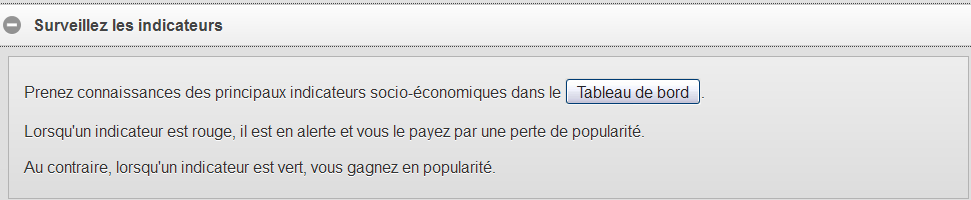 Surveillez les indicateurs
Prenez connaissances des principaux indicateurs socio-économiques dans le Tableau de bord.
Lorsqu'un indicateur est rouge, il est en alerte et vous le payez par une perte de popularité.
Au contraire, lorsqu'un indicateur est vert, vous gagnez en popularité.